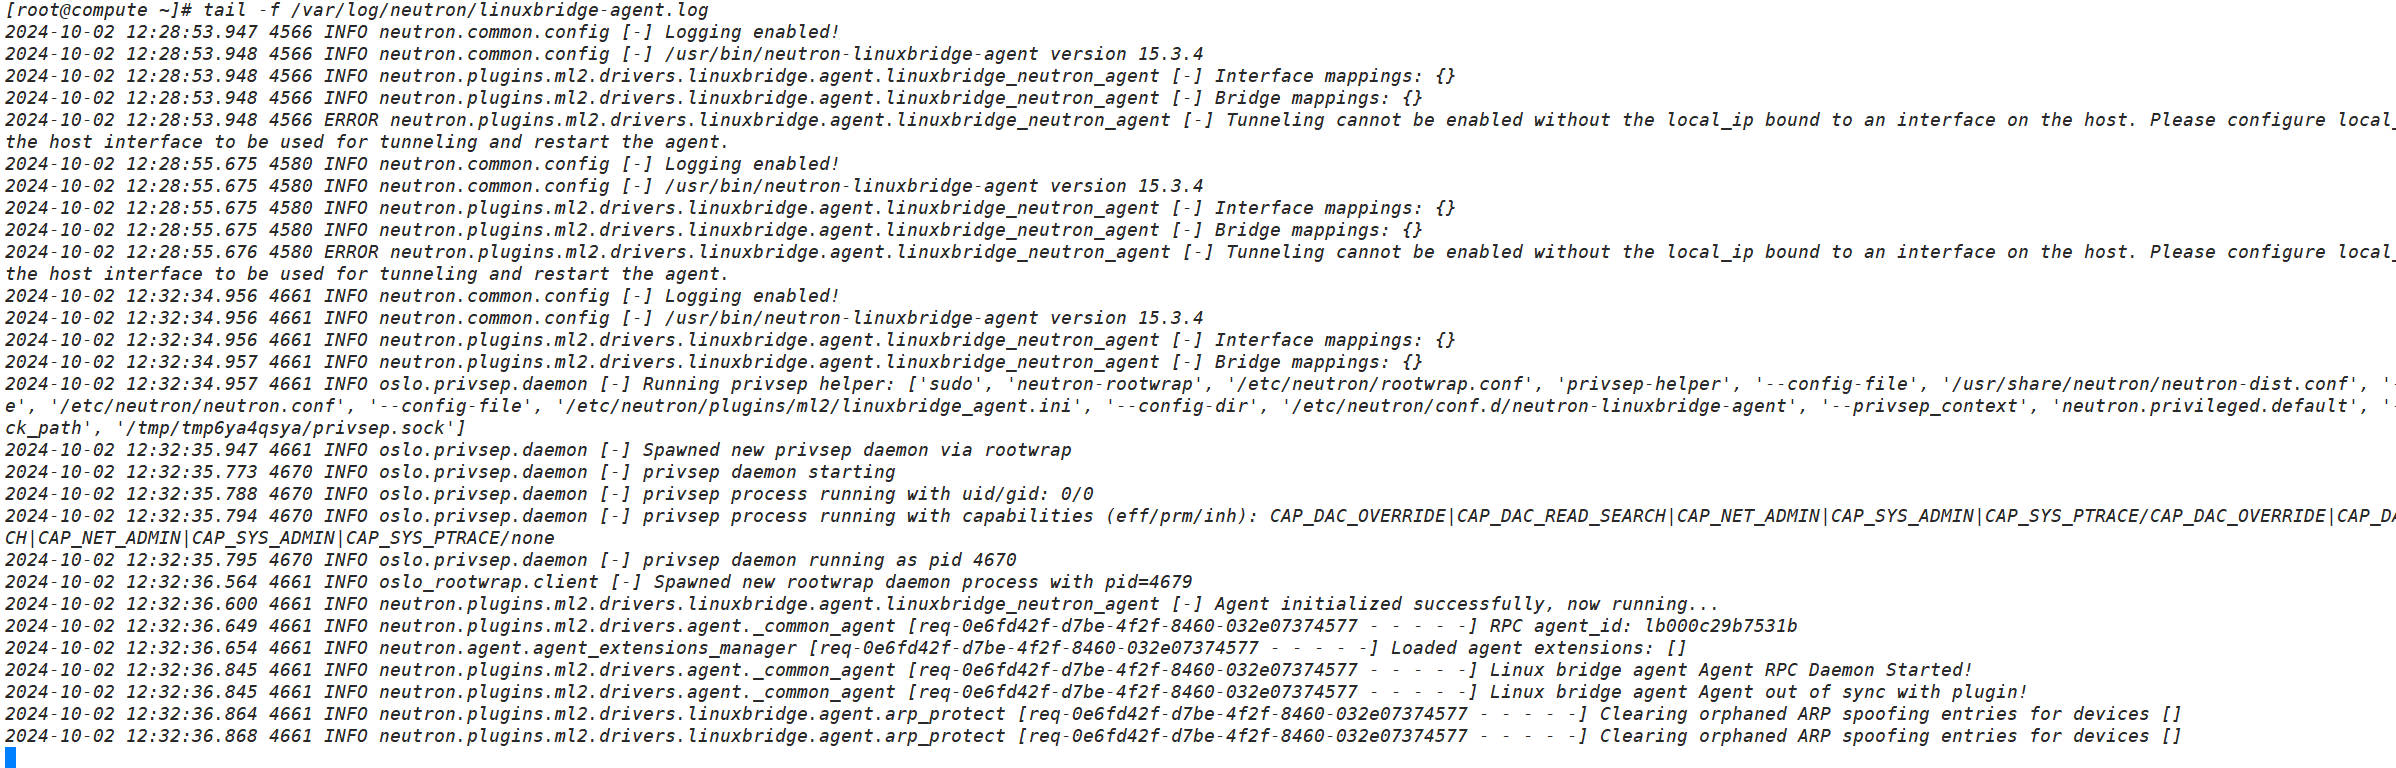 [root@compute ~]# tail -f /var/log/neutron/linuxbridge-agent.log
2024-10-02 12:28:53.947 4566 INFO neutron.common.config [-] Logging enabled!
2024-10-02 12:28:53.948 4566 INFO neutron.common.config [-] /usr/bin/neutron-linuxbridge-agent version 15.3.4
2024-10-02 12:28:53.948 4566 INFO neutron.plugins.ml2.drivers.linuxbridge.agent.linuxbridge_neutron_agent [-] Interface mappings: {}
2024-10-02 12:28:53.948 4566 INFO neutron.plugins.ml2.drivers.linuxbridge.agent.linuxbridge_neutron_agent [-] Bridge mappings: {}
2024-10-02 12:28:53.948 4566 ERROR neutron.plugins.ml2.drivers.linuxbridge.agent.linuxbridge_neutron_agent [-] Tunneling cannot be enabled without the local_ip bound to an interface on the host. Please configure local_
the host interface to be used for tunneling and restart the agent.
2024-10-02 12:28:55.675 4580 INFO neutron.common.config [-] Logging enabled!
2024-10-02 12:28:55.675 4580 INFO neutron.common.config [-] /usr/bin/neutron-linuxbridge-agent version 15.3.4
2024-10-02 12:28:55.675 4580 INFO neutron.plugins.ml2.drivers.linuxbridge.agent.linuxbridge_neutron_agent [-] Interface mappings: {}
2024-10-02 12:28:55.675 4580 INFO neutron.plugins.ml2.drivers.linuxbridge.agent.linuxbridge_neutron_agent [-] Bridge mappings: {}
2024-10-02 12:28:55.676 4580 ERROR neutron.plugins.ml2.drivers.linuxbridge.agent.linuxbridge_neutron_agent [-] Tunneling cannot be enabled without the local_ip bound to an interface on the host. Please configure local_
the host interface to be used for tunneling and restart the agent.
2024-10-02 12:32:34.956 4661 INFO neutron.common.config [-] Logging enabled!
2024-10-02 12:32:34.956 4661 INFO neutron.common.config [-] /usr/bin/neutron-linuxbridge-agent version 15.3.4
2024-10-02 12:32:34.956 4661 INFO neutron.plugins.ml2.drivers.linuxbridge.agent.linuxbridge_neutron_agent [-] Interface mappings: {}
2024-10-02 12:32:34.957 4661 INFO neutron.plugins.ml2.drivers.linuxbridge.agent.linuxbridge_neutron_agent [-] Bridge mappings: {}
2024-10-02 12:32:34.957 4661 INFO oslo.privsep.daemon [-] Running privsep helper: ['sudo', 'neutron-rootwrap', '/etc/neutron/rootwrap.conf', 'privsep-helper', '--config-file', '/usr/share/neutron/neutron-dist.conf', '-
e', '/etc/neutron/neutron.conf', '--config-file', '/etc/neutron/plugins/ml2/linuxbridge_agent.ini', '--config-dir', '/etc/neutron/conf.d/neutron-linuxbridge-agent', '--privsep_context', 'neutron.privileged.default', '-
ck_path', '/tmp/tmp6ya4qsya/privsep.sock']
2024-10-02 12:32:35.947 4661 INFO oslo.privsep.daemon [-] Spawned new privsep daemon via rootwrap
2024-10-02 12:32:35.773 4670 INFO oslo.privsep.daemon [-] privsep daemon starting
2024-10-02 12:32:35.788 4670 INFO oslo.privsep.daemon [-] privsep process running with uid/gid: 0/0
2024-10-02 12:32:35.794 4670 INFO oslo.privsep.daemon [-] privsep process running with capabilities (eff/prm/inh): CAP_DAC_OVERRIDE|CAP_DAC_READ_SEARCH|CAP_NET_ADMIN|CAP_SYS_ADMIN|CAP_SYS_PTRACE/CAP_DAC_OVERRIDE|CAP_DA
CH|CAP_NET_ADMIN|CAP_SYS_ADMIN|CAP_SYS_PTRACE/none
2024-10-02 12:32:35.795 4670 INFO oslo.privsep.daemon [-] privsep daemon running as pid 4670
2024-10-02 12:32:36.564 4661 INFO oslo_rootwrap.client [-] Spawned new rootwrap daemon process with pid=4679
2024-10-02 12:32:36.600 4661 INFO neutron.plugins.ml2.drivers.linuxbridge.agent.linuxbridge_neutron_agent [-] Agent initialized successfully, now running...
2024-10-02 12:32:36.649 4661 INFO neutron.plugins.ml2.drivers.agent._common_agent [req-0e6fd42f-d7be-4f2f-8460-032e07374577 - - - - -] RPC agent_id: lb000c29b7531b
2024-10-02 12:32:36.654 4661 INFO neutron.agent.agent_extensions_manager [req-0e6fd42f-d7be-4f2f-8460-032e07374577 - - - - -] Loaded agent extensions: []
2024-10-02 12:32:36.845 4661 INFO neutron.plugins.ml2.drivers.agent._common_agent [req-0e6fd42f-d7be-4f2f-8460-032e07374577 - - - - -] Linux bridge agent Agent RPC Daemon Started!
2024-10-02 12:32:36.845 4661 INFO neutron.plugins.ml2.drivers.agent._common_agent [req-0e6fd42f-d7be-4f2f-8460-032e07374577 - - - - -] Linux bridge agent Agent out of sync with plugin!
2024-10-02 12:32:36.864 4661 INFO neutron.plugins.ml2.drivers.linuxbridge.agent.arp_protect [req-0e6fd42f-d7be-4f2f-8460-032e07374577 - - - - -] Clearing orphaned ARP spoofing entries for devices []
2024-10-02 12:32:36.868 4661 INFO neutron.plugins.ml2.drivers.linuxbridge.agent.arp_protect [req-0e6fd42f-d7be-4f2f-8460-032e07374577 - - - - -] Clearing orphaned ARP spoofing entries for devices []